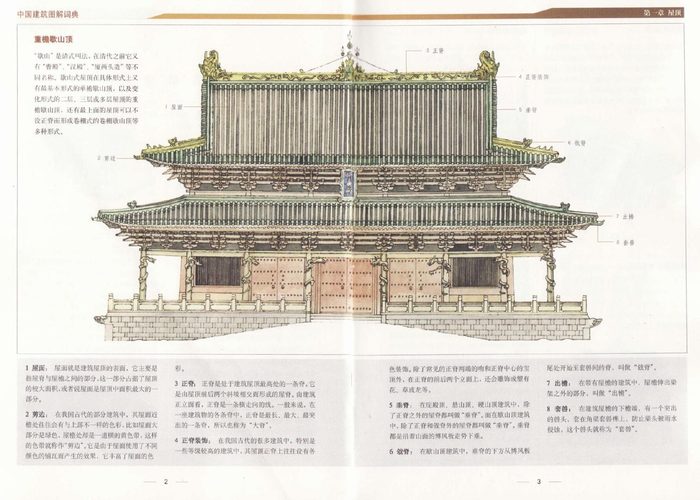 中国建筑图解词典
第一章 屋顶
重檐歇山顶
“歇山”是清式叫法，在清代之前它又
有“曹殿”、“汉殿”、“厦两头造”等不
同名称。歇山式屋顶在具体形式上又
有最基本形式的单檐歇山顶，以及变
化形式的二层、三层或多层屋顶的重
檐歇山顶，还有最上面的屋顶可以不
设正脊而形成卷棚式的卷棚歇山顶等
多种形式。
3 正脊
4 正脊装饰
1 屋面
5 垂脊
6 戗脊
2 剪边
7 出檐
8 套兽
1 屋面： 屋面就是建筑屋顶的表面，它主要是
指屋脊与屋檐之间的部分。这一部分占据了屋顶
的较大面积，或者说屋面是屋顶中面积最大的一
部分。
2 剪边： 在我国古代的部分建筑中，其屋面近
檐处往往会有与上部不一样的色彩，比如屋面大
部分是绿色，屋檐处却是一道横的黄色带，这样
的色带就称作“剪边”。它是由于屋面使用了不同
颜色的铺瓦而产生的效果，它丰富了屋面的色
彩。
3 正脊： 正脊是处于建筑屋顶最高处的一条脊，它
是由屋顶前后两个斜坡相交而形成的屋脊。由建筑
正立面看，正脊是一条横走向的线。一般来说，在
一座建筑物的各条脊中，正脊是最长、最大、最突
出的一条脊，所以也称为“大脊”。
4 正脊装饰： 在我国古代的很多建筑中，特别是
一些等级较高的建筑中，其屋顶正脊上往往设有各
色装饰。除了常见的正脊两端的吻和正脊中心的宝
顶外，在正脊的前后两个立面上，还会雕饰或塑有
花、草或龙等。
5 垂脊： 在庑殿顶、悬山顶、硬山顶建筑中，除
了正脊之外的屋脊都叫做“垂脊”。而在歇山顶建筑
中，除了正脊和戗脊外的屋脊都叫做“垂脊”，垂脊
都是沿着山面的博风板走势下垂。
6 戗脊： 在歇山顶建筑中，垂脊的下方从博风板
尾处开始至套兽间的脊，叫做“戗脊”。
7 出檐： 在带有屋檐的建筑中，屋檐伸出梁
架之外的部分，叫做“出檐”。
8 套兽： 在建筑屋檐的下檐端，有一个突出
的兽头，套在角梁套兽榫上，防止梁头被雨水
侵蚀，这个兽头就称为“套兽”。
2
3